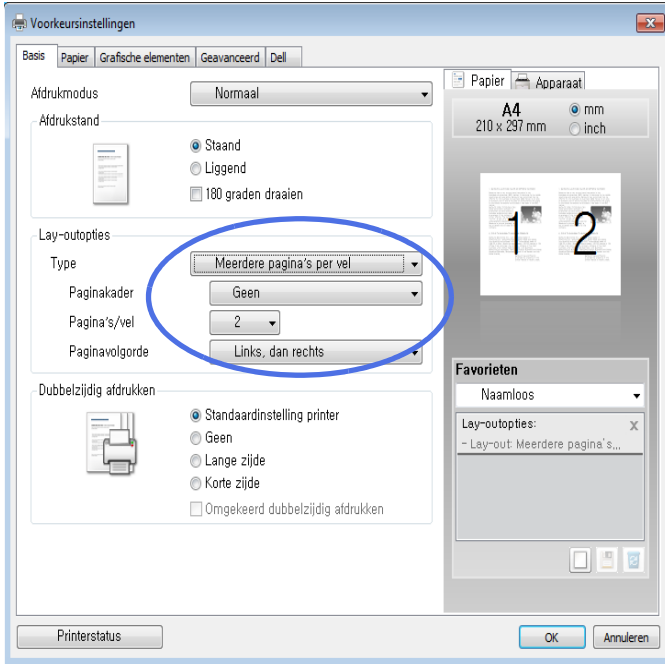 Voorkeursinstellingen
Basis Papier Grafische elementen Geavanceerd Dell
Afdrukmodus Normaal
Afdrukstand
Staand
Liggend
180 graden draaien
Lay-outopties
Type Meerdere pagina's per vel
Paginakader Geen
Pagina's/vel 2
Paginavolgorde Links, dan rechts
Dubbelzijdig afdrukken
Standaardinstelling printer
Geen
Lange zijde
Korte zijde
Omgekeerd dubbelzijdig afdrukken
Papier Apparaat
A4 mm
210 x 297 mm inch
1 2
Favorieten
Naamloos
Lay-outopties: X
- Lay-out: Meerdere pagina`s...
Printerstatus OK Annuleren